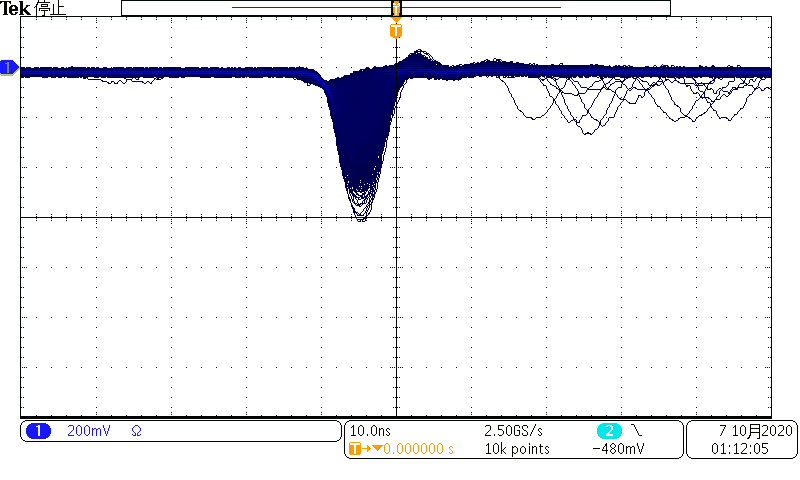 Tek 停止
T
T
1
1 200mV Ω
10.0ns 2.50GS/s 2 -480mV
T→▼0.000000 s 10k points
7 10月2020
01:12:05